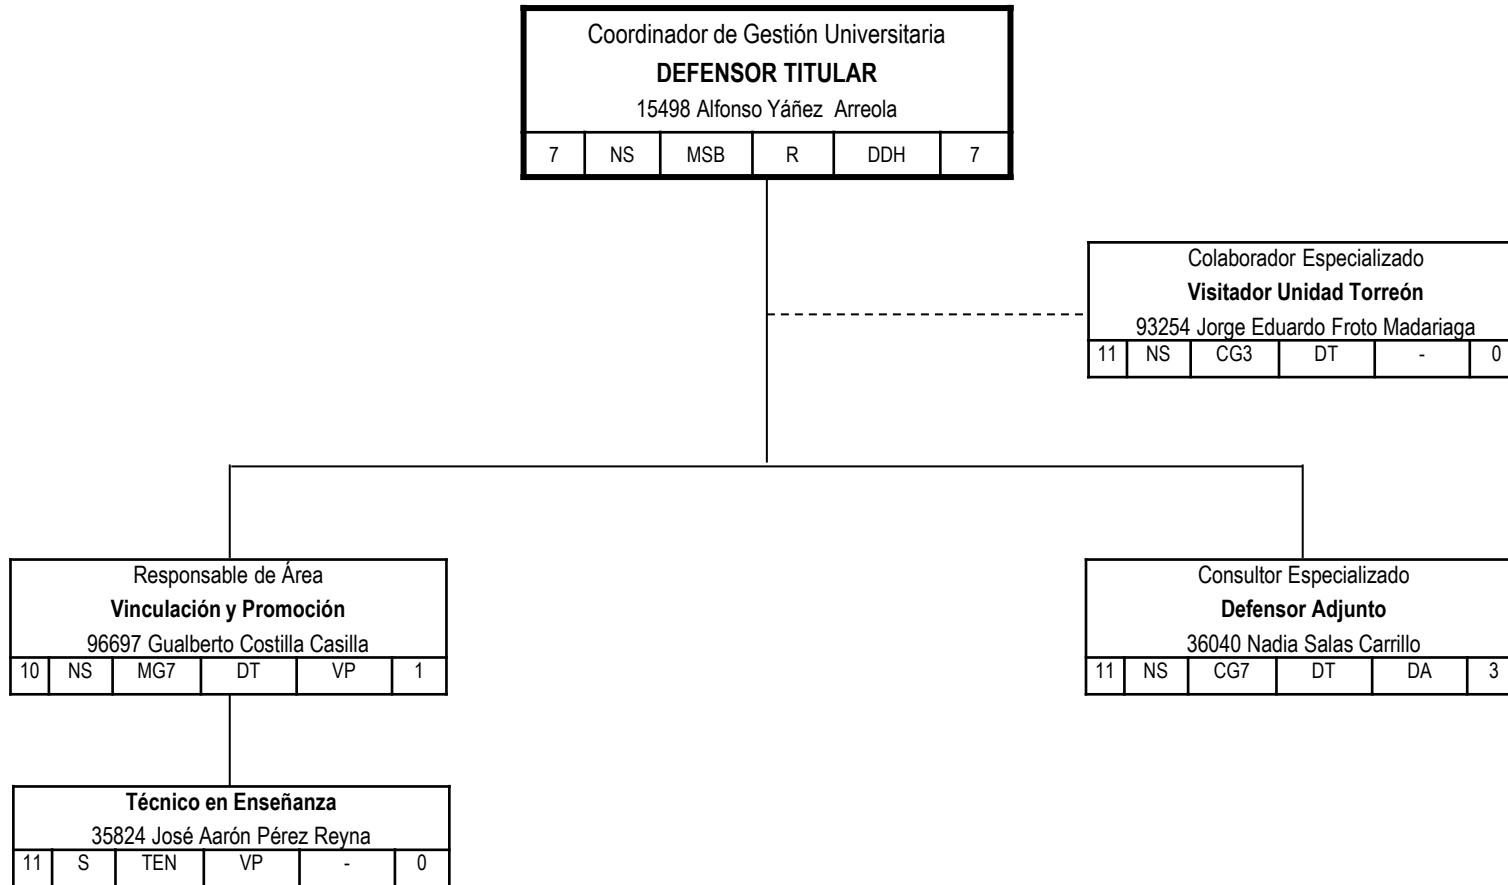 Coordinador de Gestión Universitaria
DEFENSOR TITULAR
15498 Alfonso Yáñez Arreola
7 NS MSB R DDH 7
Colaborador Especializado
Visitador Unidad Torreón
93254 Jorge Eduardo Froto Madariaga
11 NS CG3 DT - 0
Responsable de Área
Vinculación y Promoción
96697 Gualberto Costilla Casilla
10 NS MG7 DT VP 1
Consultor Especializado
Defensor Adjunto
36040 Nadia Salas Carrillo
11 NS CG7 DT DA 3
Técnico en Enseñanza
35824 José Aarón Pérez Reyna
11 S TEN VP - 0